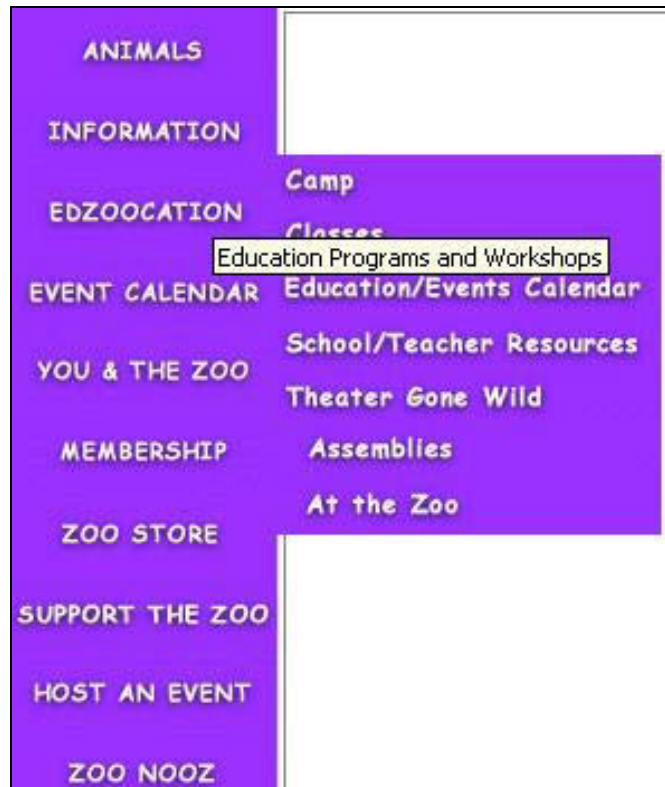 ANIMALS
INFORMATION
EDZOOCATION
EVENT CALENDAR
YOU & THE ZOO
MEMBERSHIP
ZOO STORE
SUPPORT THE ZOO
HOST AN EVENT
ZOO NOOZ
Camp
Classes
Education Programs and Workshops
Education/Events Calendar
School/Teacher Resources
Theater Gone Wild
Assemblies
At the Zoo